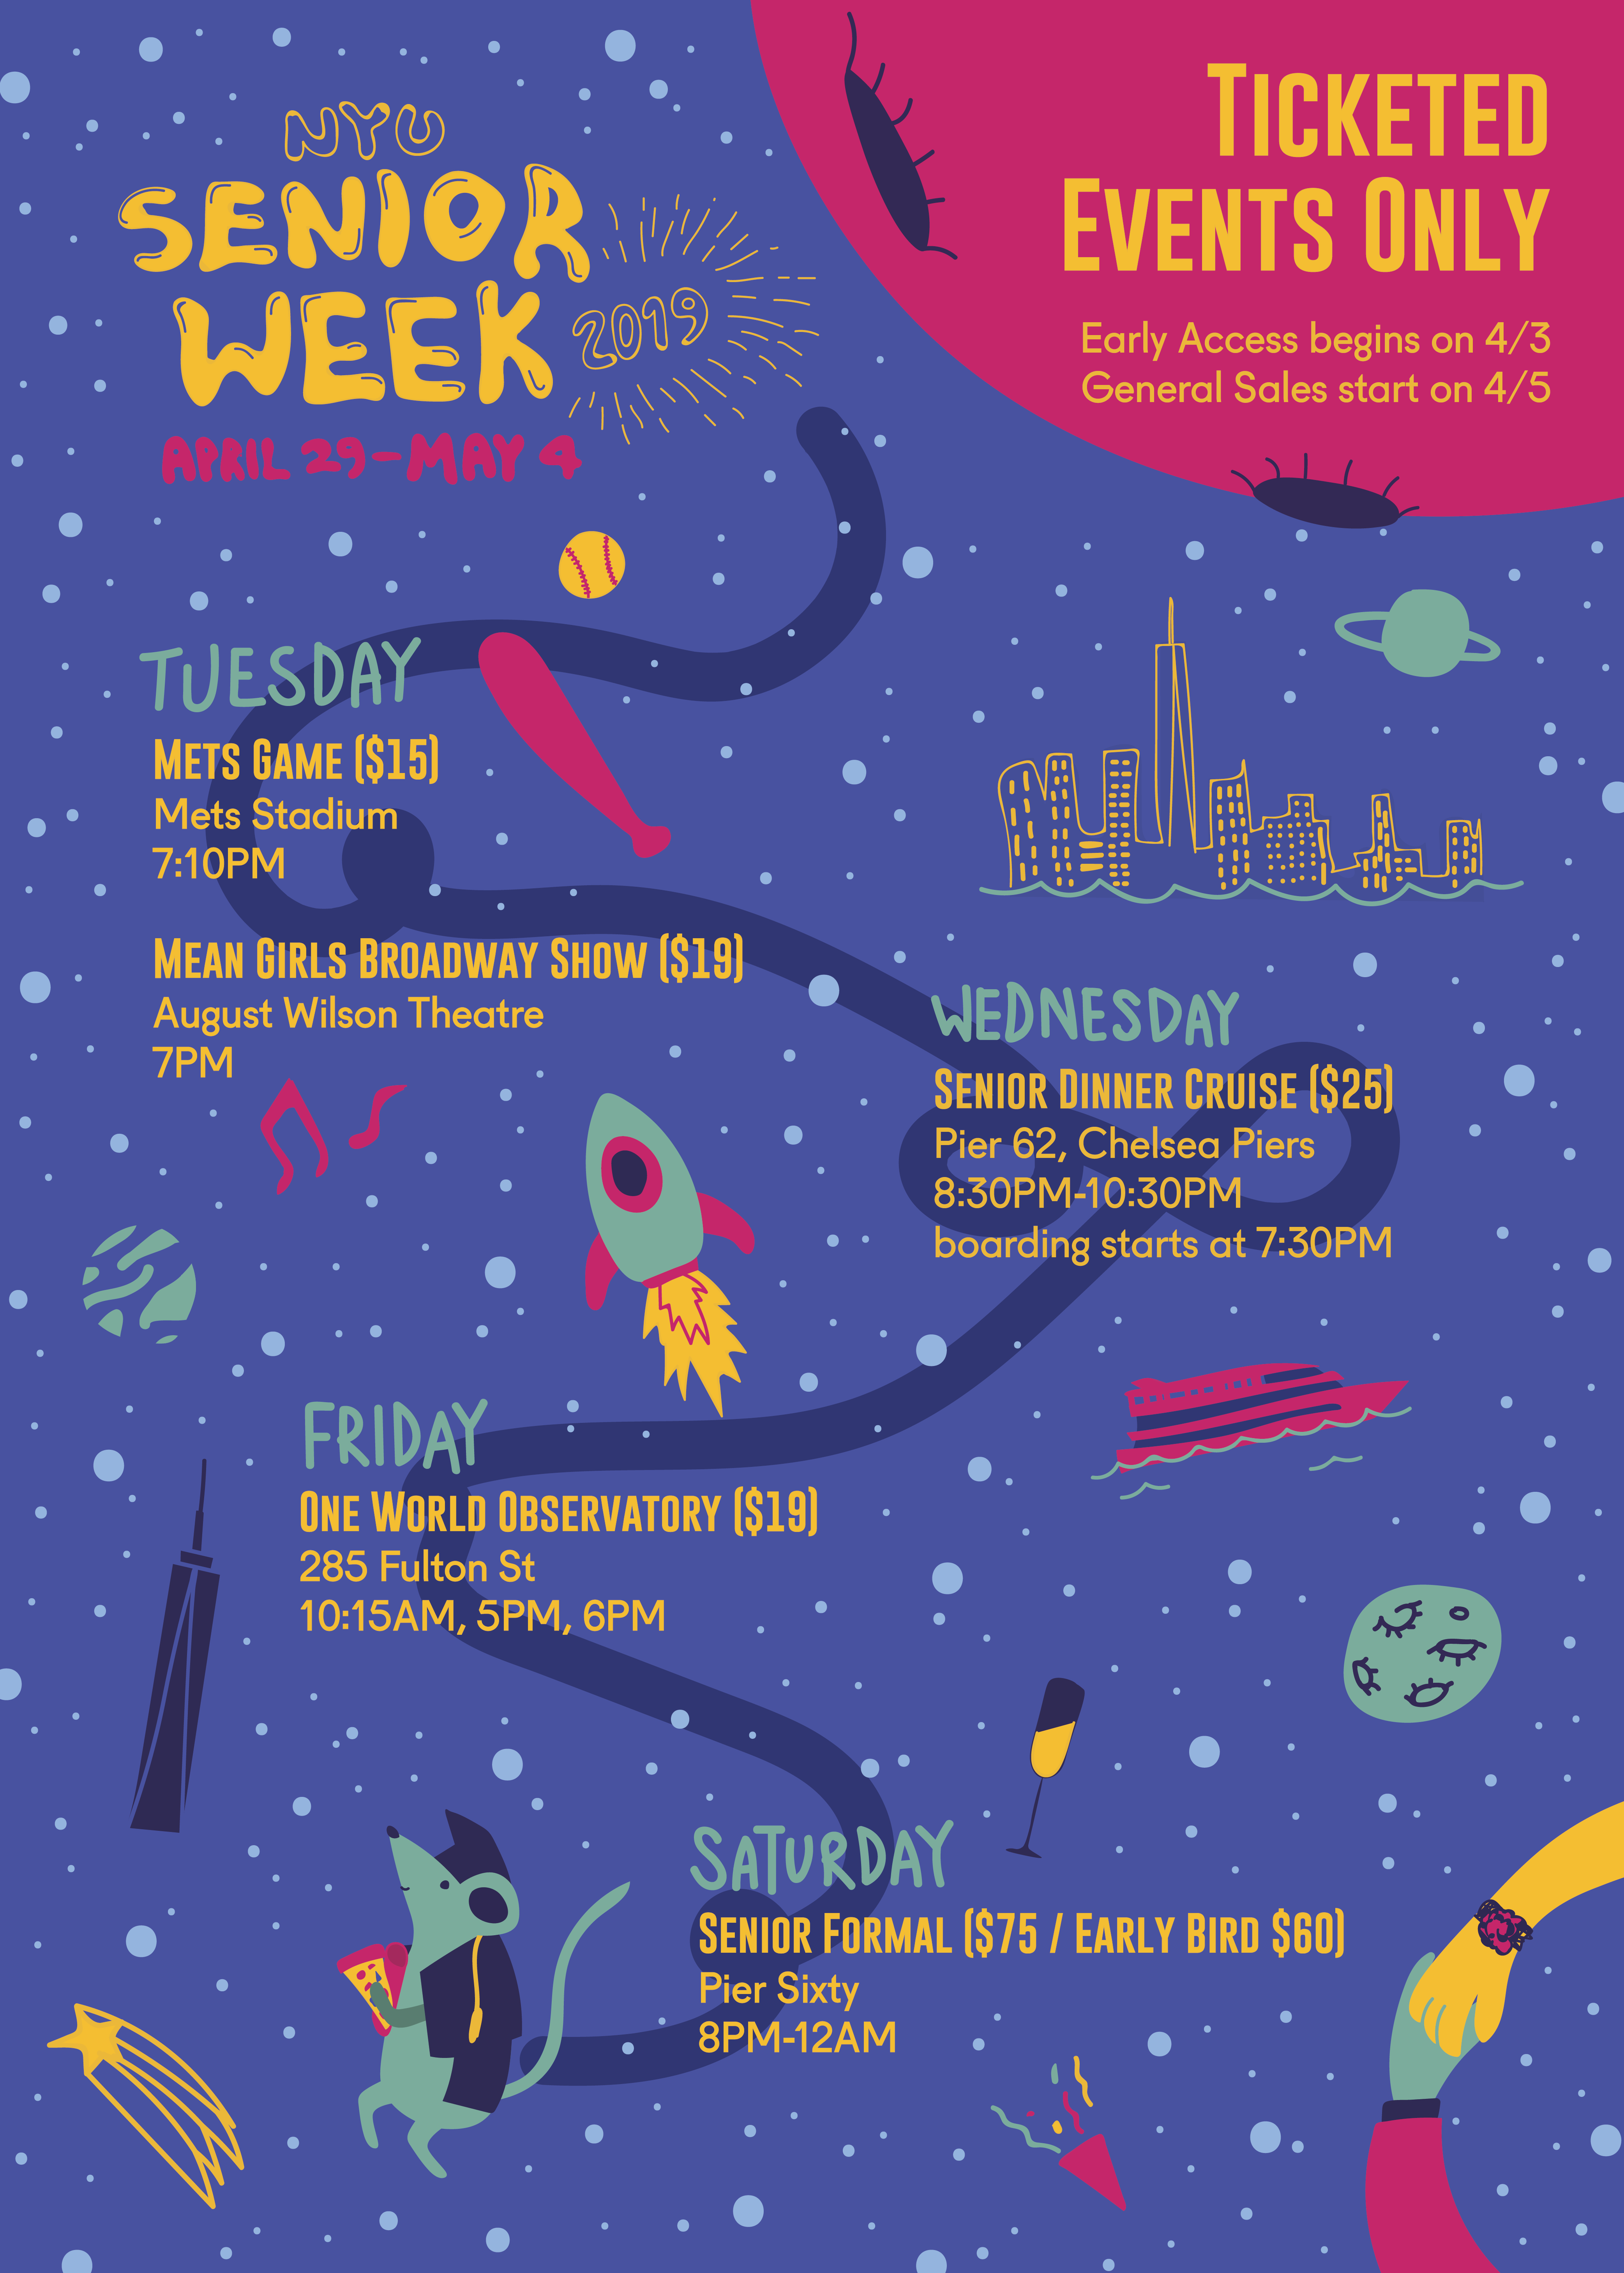 NYU
SENIOR
WEEK 2019
APRIL 29-MAY 4
TICKETED
EVENTS ONLY
Early Access begins on 4/3
General Sales start on 4/5
TUESDAY
METS GAME ($15)
Mets Stadium
7:10PM
MEAN GIRLS BROADWAY SHOW ($19)
August Wilson Theatre
7PM
WEDNESDAY
SENIOR DINNER CRUISE ($25)
Pier 62, Chelsea Piers
8:30PM-10:30PM
boarding starts at 7:30PM
FRIDAY
ONE WORLD OBSERVATORY ($19)
285 Fulton St
10:15AM, 5PM, 6PM
SATURDAY
SENIOR FORMAL ($75 / EARLY BIRD $60)
Pier Sixty
8PM-12AM